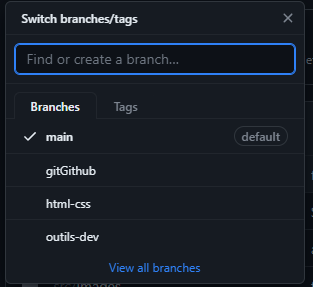 Switch branches/tags
Find or create a branch...
Branches Tags
main default
gitGithub
html-css
outils-dev
View all branches